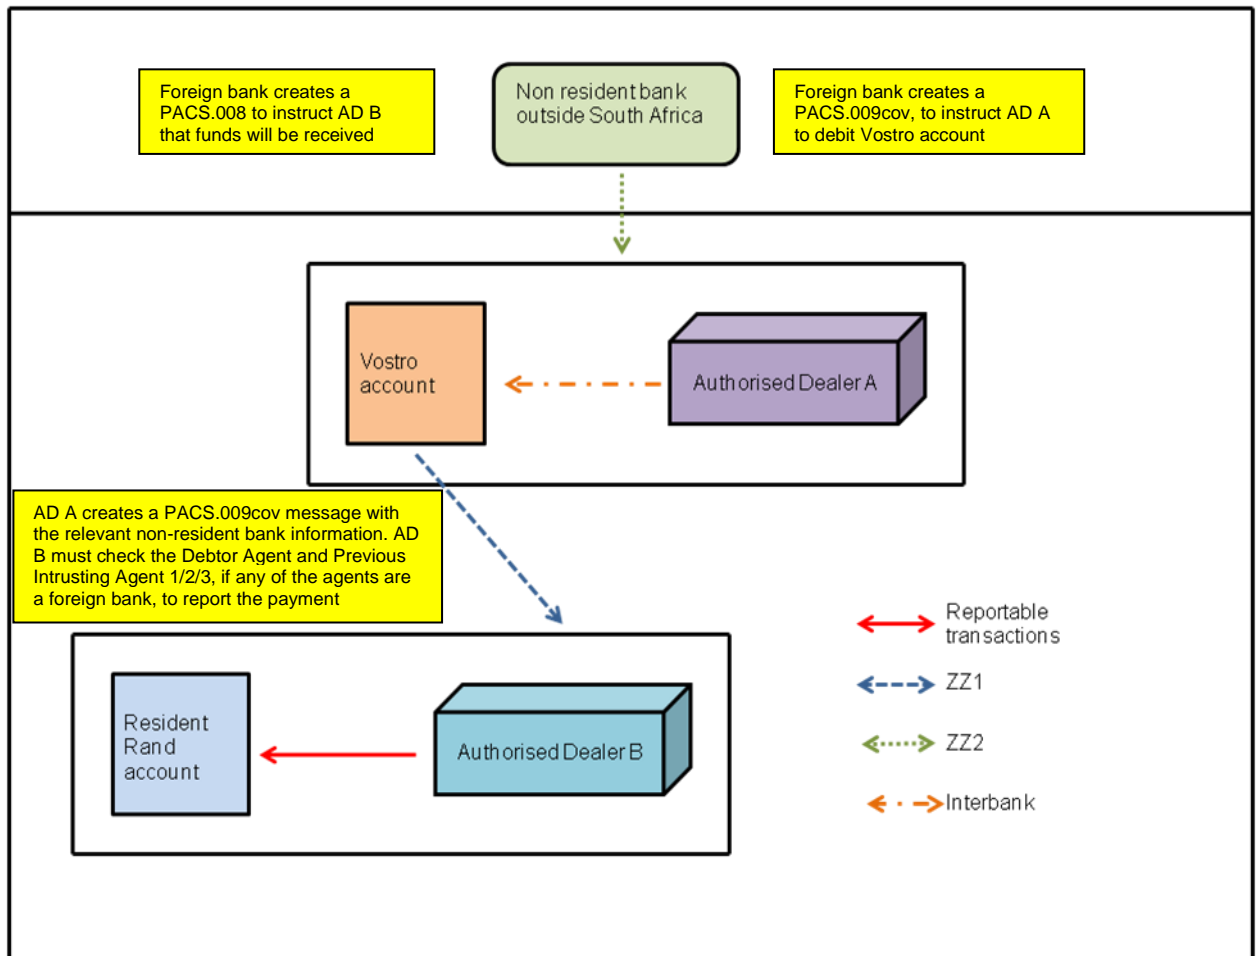 Foreign bank creates a
PACS.008 to instruct AD B
that funds will be received
Non resident bank
outside South Africa
Foreign bank creates a
PACS.009cov, to instruct AD A
to debit Vostro account
Vostro
account
Authorised Dealer A
AD A creates a PACS.009cov message with
the relevant non-resident bank information. AD
B must check the Debtor Agent and Previous
Intrusting Agent 1/2/3, if any of the agents are
a foreign bank, to report the payment
Reportable
transactions
ZZ1
ZZ2
Interbank
Resident
Rand
account
Authorised Dealer B